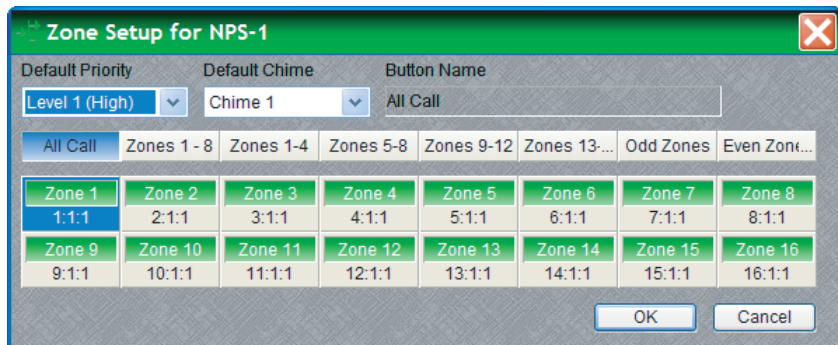 Zone Setup for NPS-1
Default Priority Default Chime Button Name
Level 1 (High) Chime 1 All Call
All Call Zones 1 - 8 Zones 1-4 Zones 5-8 Zones 9-12 Zones 13-... Odd Zones Even Zone...
Zone 1 Zone 2 Zone 3 Zone 4 Zone 5 Zone 6 Zone 7 Zone 8
1:1:1 2:1:1 3:1:1 4:1:1 5:1:1 6:1:1 7:1:1 8:1:1
Zone 9 Zone 10 Zone 11 Zone 12 Zone 13 Zone 14 Zone 15 Zone 16
9:1:1 10:1:1 11:1:1 12:1:1 13:1:1 14:1:1 15:1:1 16:1:1
OK Cancel